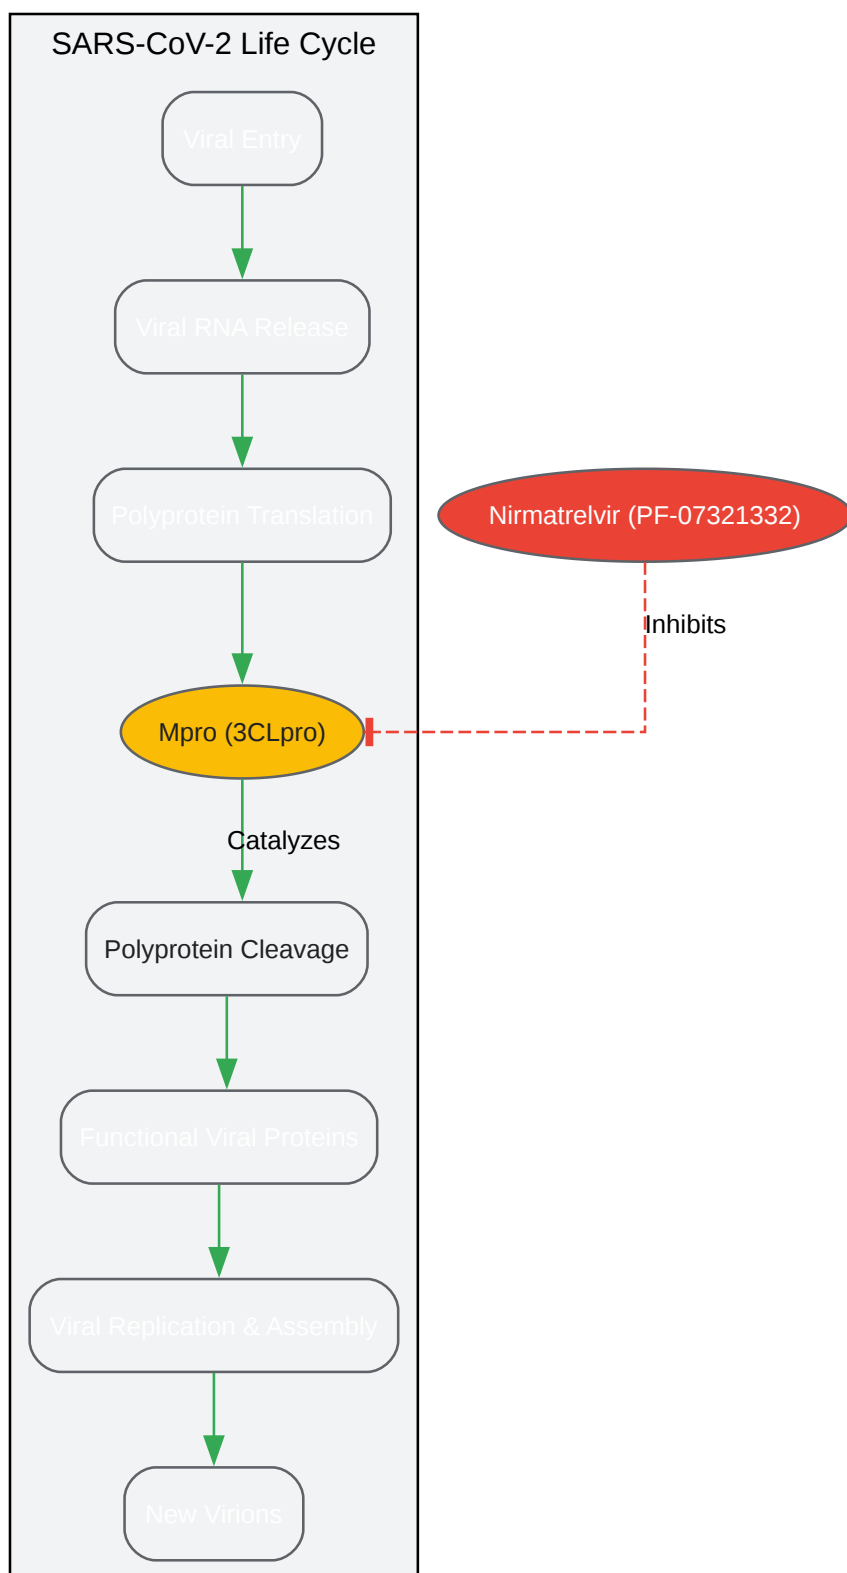 SARS-CoV-2 Life Cycle
Viral Entry
Viral RNA Release
Polyprotein Translation
Nirmatrelvir (PF-07321332)
Inhibits
Mpro (3CLpro)
Catalyzes
Polyprotein Cleavage
Functional Viral Proteins
Viral Replication & Assembly
New Virions